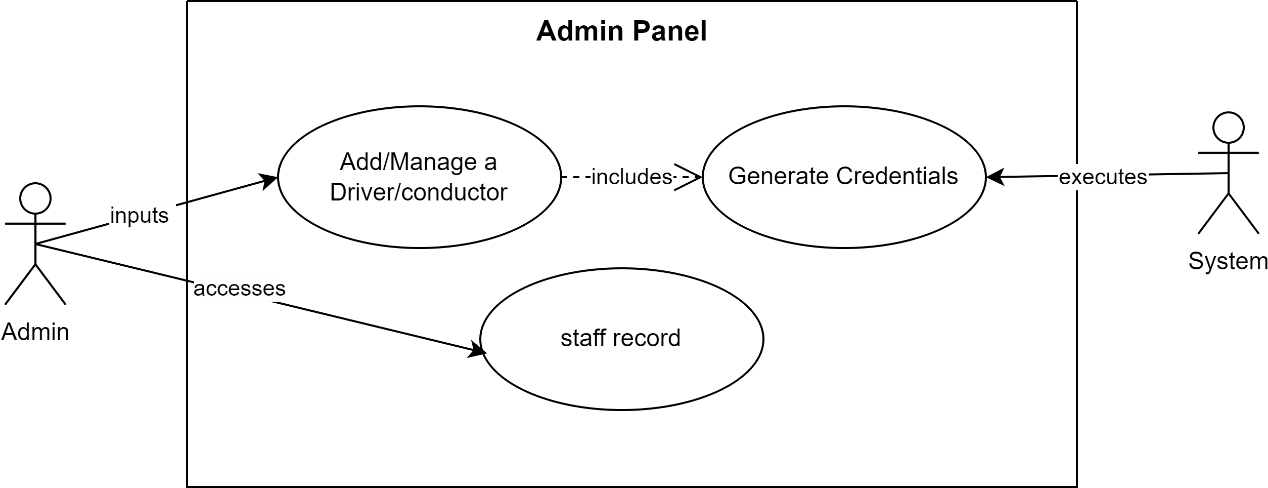 Admin Panel
Add/Manage a
Driver/conductor
includes
Generate Credentials
executes
System
inputs
accesses
Admin
staff record